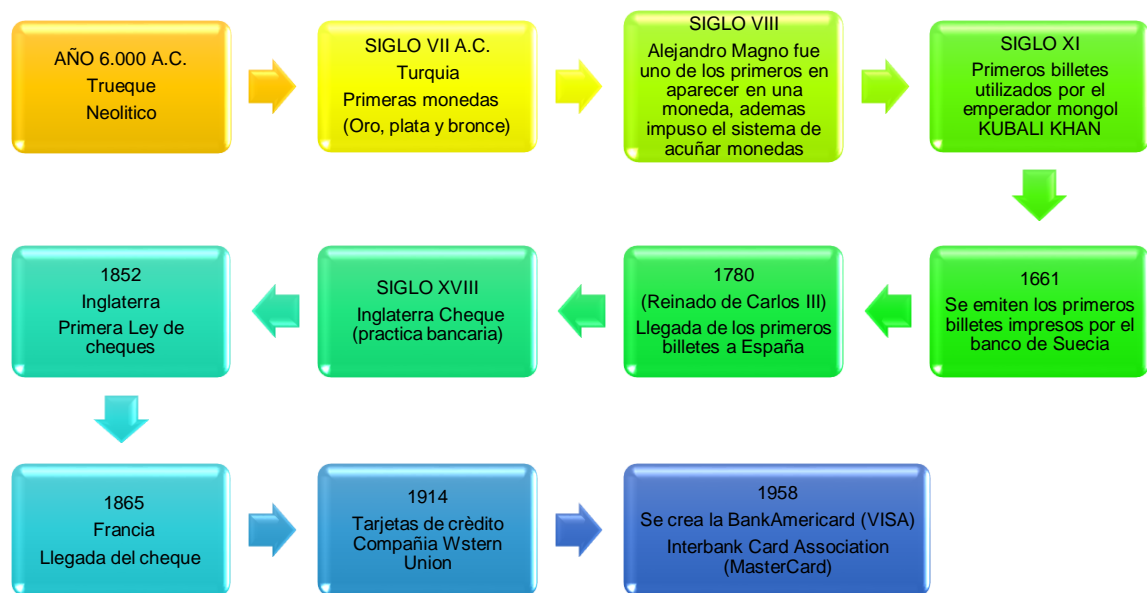 AÑO 6.000 A.C.
Trueque
Neolitico
SIGLO VII A.C.
Turquia
Primeras monedas
(Oro, plata y bronce)
SIGLO VIII
Alejandro Magno fue
uno de los primeros en
aparecer en una
moneda, ademas
impuso el sistema de
acuñar monedas
SIGLO XI
Primeros billetes
utilizados por el
emperador mongol
KUBALI KHAN
1661
Se emiten los primeros
billetes impresos por el
banco de Suecia
1780
(Reinado de Carlos III)
Llegada de los primeros
billetes a España
SIGLO XVIII
Inglaterra Cheque
(practica bancaria)
1852
Inglaterra
Primera Ley de
cheques
1865
Francia
Llegada del cheque
1914
Tarjetas de crèdito
Compañia Wstern
Union
1958
Se crea la BankAmericard (VISA)
Interbank Card Association
(MasterCard)